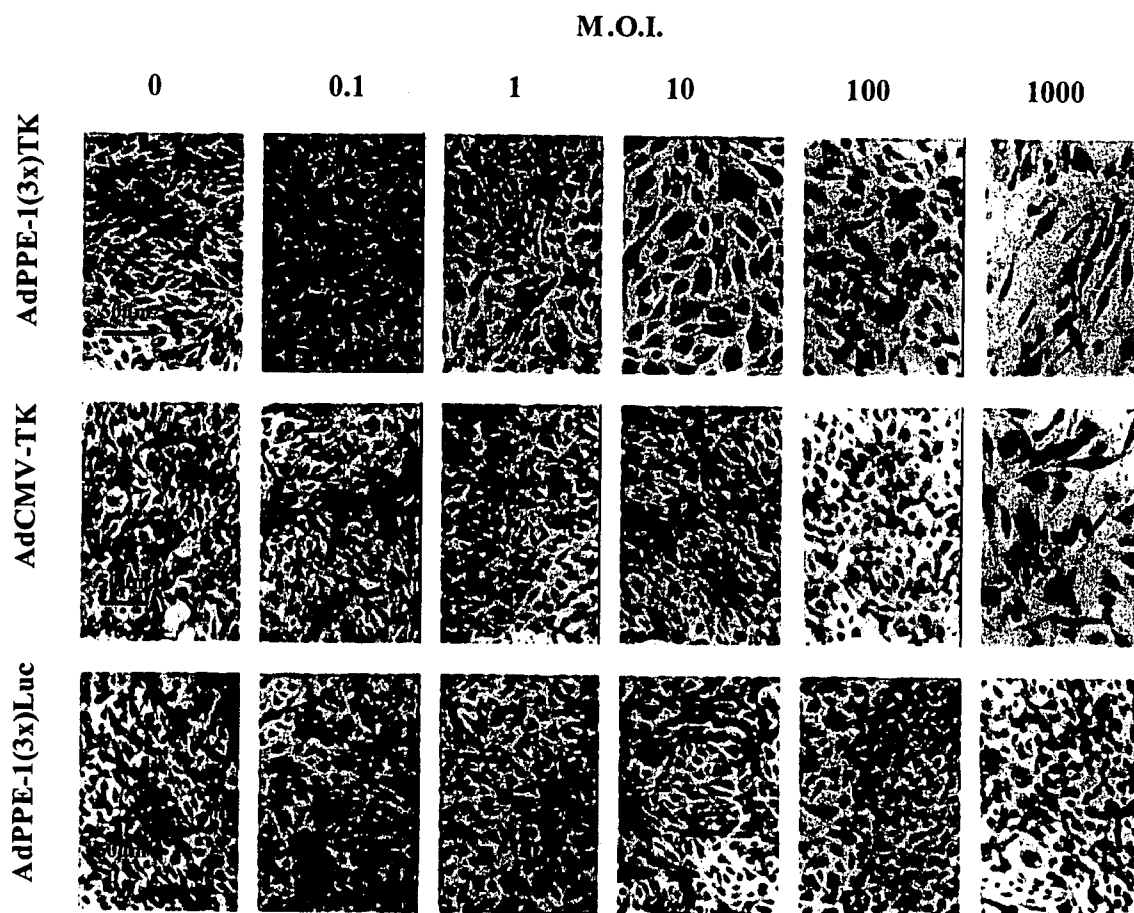 M.O.I.
0 0.1 1 10 100 1000
AdPPE-1(3x)TK
AdCMV-TK
AdPPE-1(3x)Luc